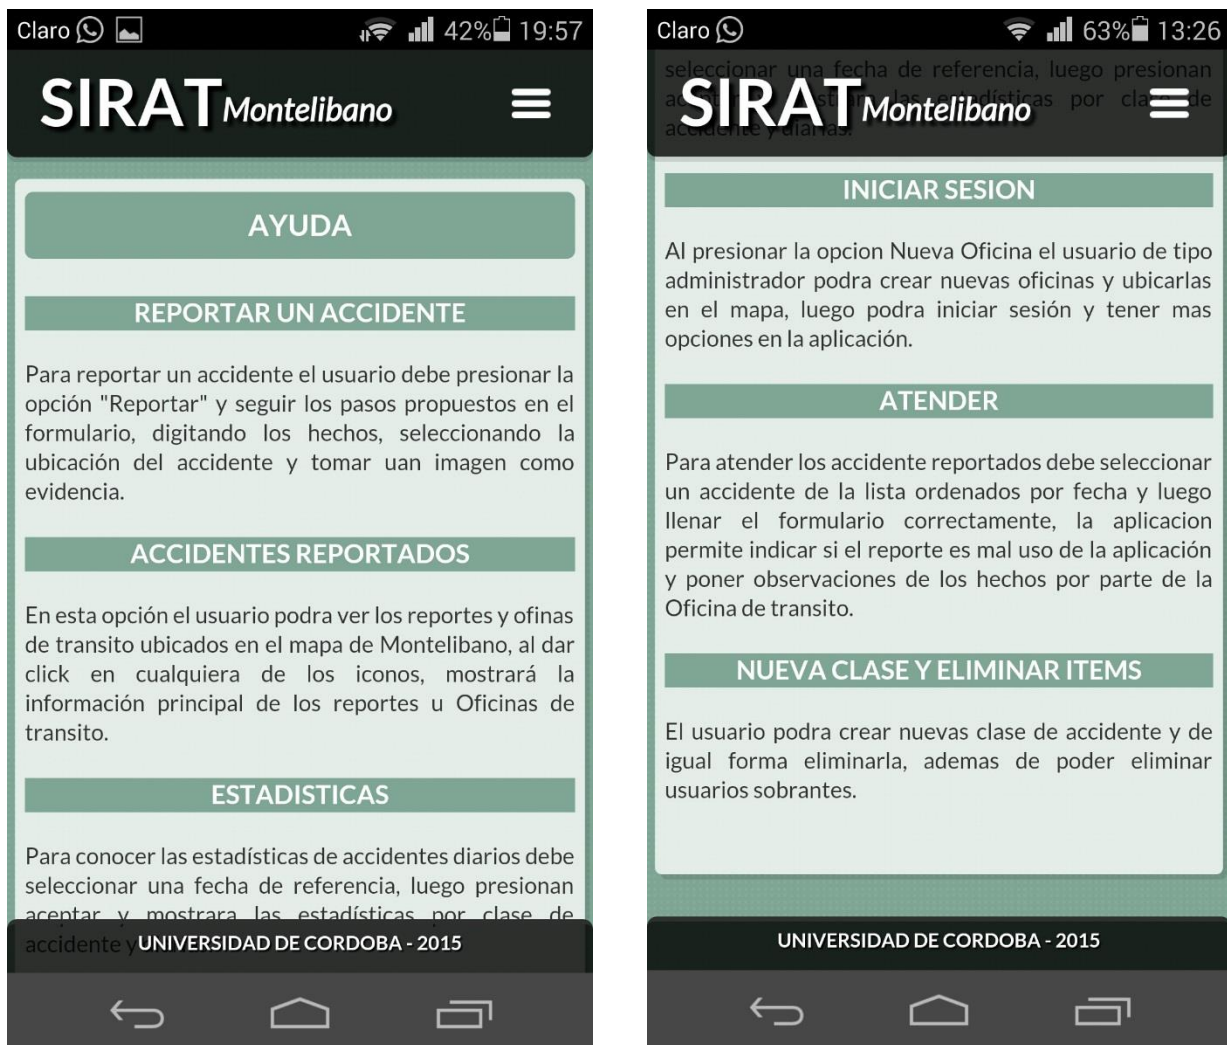 Claro 42% 19:57
SIRAT Montelibano
AYUDA
REPORTAR UN ACCIDENTE
Para reportar un accidente el usuario debe presionar la
opción "Reportar" y seguir los pasos propuestos en el
formulario, digitando los hechos, seleccionando la
ubicación del accidente y tomar uan imagen como
evidencia.
ACCIDENTES REPORTADOS
En esta opción el usuario podra ver los reportes y ofinas
de transito ubicados en el mapa de Montelibano, al dar
click en cualquiera de los iconos, mostrará la
información principal de los reportes u Oficinas de
transito.
ESTADISTICAS
Para conocer las estadísticas de accidentes diarios debe
seleccionar una fecha de referencia, luego presionan
aceptar y mostrara las estadísticas por clase de
accidente y
UNIVERSIDAD DE CORDOBA - 2015
Claro 63% 13:26
seleccionar una fecha de referencia, luego presionan
las estadísticas por clase de
accidente y diarias.
SIRAT Montelibano
INICIAR SESION
Al presionar la opcion Nueva Oficina el usuario de tipo
administrador podra crear nuevas oficinas y ubicarlas
en el mapa, luego podra iniciar sesión y tener mas
opciones en la aplicación.
ATENDER
Para atender los accidente reportados debe seleccionar
un accidente de la lista ordenados por fecha y luego
llenar el formulario correctamente, la aplicacion
permite indicar si el reporte es mal uso de la aplicación
y poner observaciones de los hechos por parte de la
Oficina de transito.
NUEVA CLASE Y ELIMINAR ITEMS
El usuario podra crear nuevas clase de accidente y de
igual forma eliminarla, ademas de poder eliminar
usuarios sobrantes.
UNIVERSIDAD DE CORDOBA - 2015